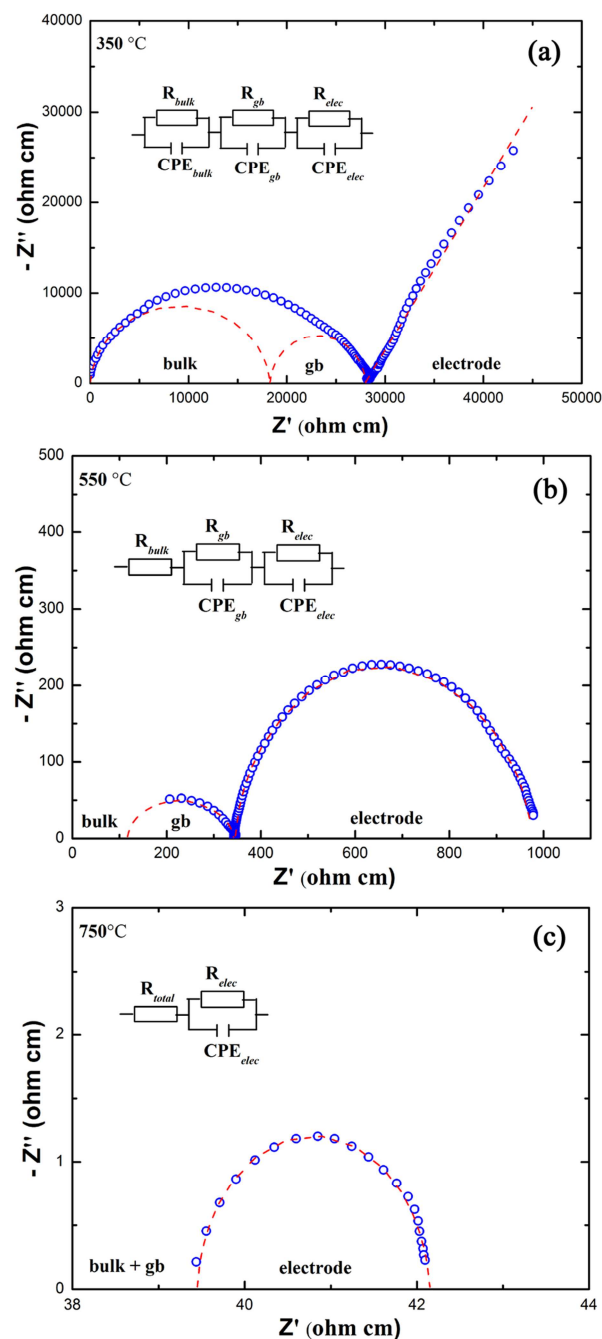 40000
350 °C
(a)
R_bulk R_gb R_elec
CPE_bulk CPE_gb CPE_elec
30000
20000
10000
0
bulk gb electrode
0 10000 20000 30000 40000 50000
- Z'' (ohm cm)
Z' (ohm cm)
500
550 °C
(b)
R_bulk R_gb R_elec
CPE_gb CPE_elec
400
300
200
100
0
bulk gb electrode
0 200 400 600 800 1000
- Z'' (ohm cm)
Z' (ohm cm)
3
750°C
(c)
R_total R_elec
CPE_elec
2
1
0
bulk + gb electrode
38 40 42 44
- Z'' (ohm cm)
Z' (ohm cm)